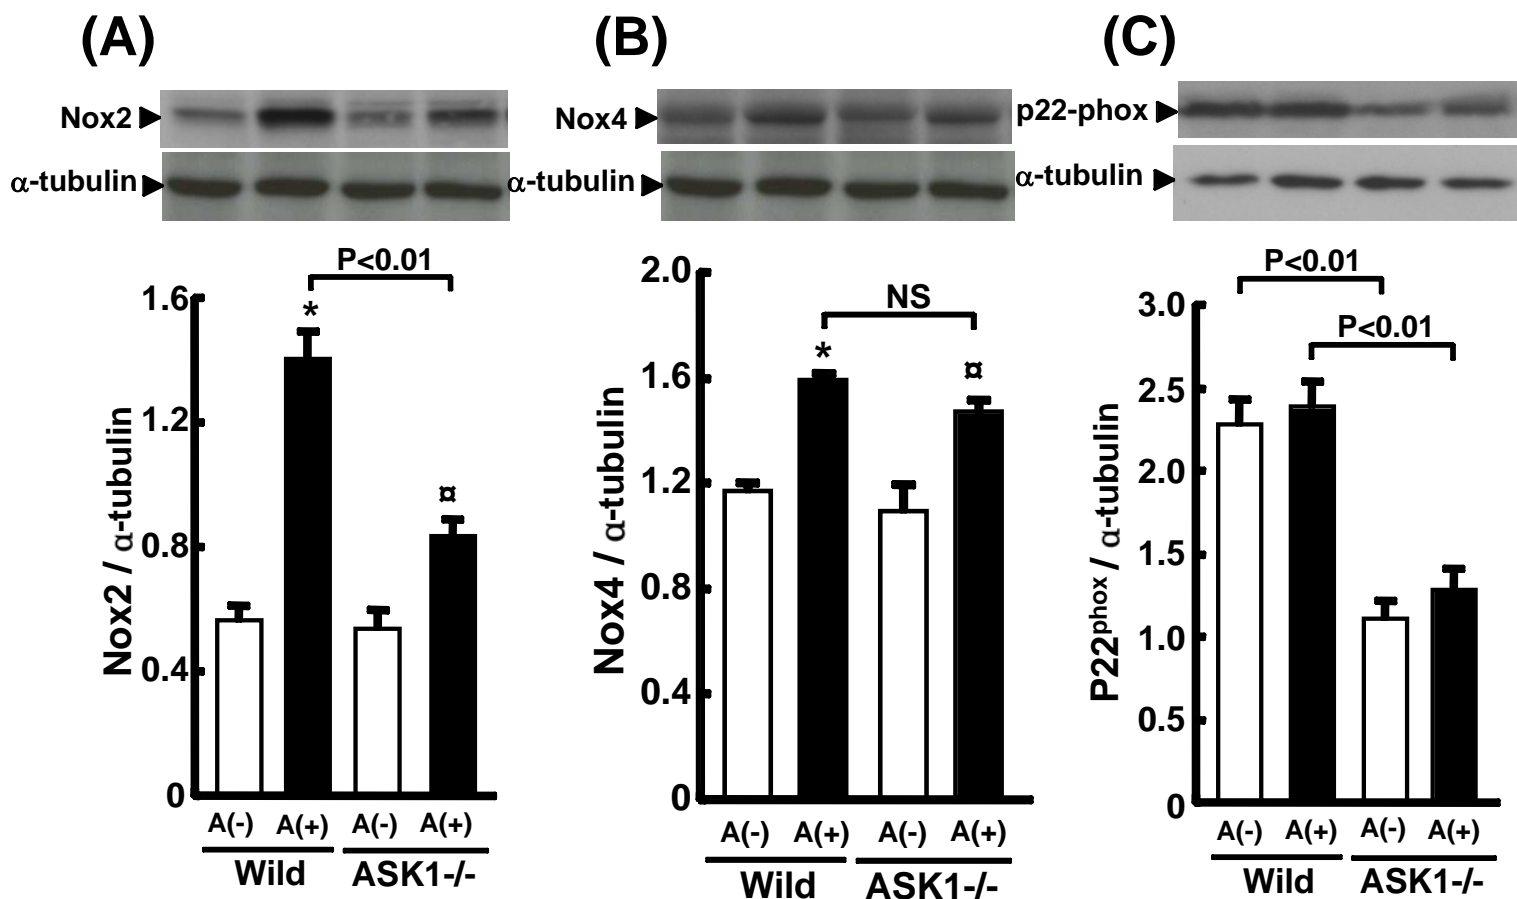 (A)
Nox2
α-tubulin
P<0.01
1.6
1.2
0.8
0.4
0
Nox2 / α-tubulin
*
¤
A(-) A(+) A(-) A(+)
Wild ASK1-/-
(B)
Nox4
α-tubulin
NS
2.0
1.6
1.2
0.8
0.4
0
Nox4 / α-tubulin
*
¤
A(-) A(+) A(-) A(+)
Wild ASK1-/-
(C)
p22-phox
α-tubulin
P<0.01
P<0.01
3.0
2.5
2.0
1.5
1.0
0.5
0
P22phox / α-tubulin
A(-) A(+) A(-) A(+)
Wild ASK1-/-